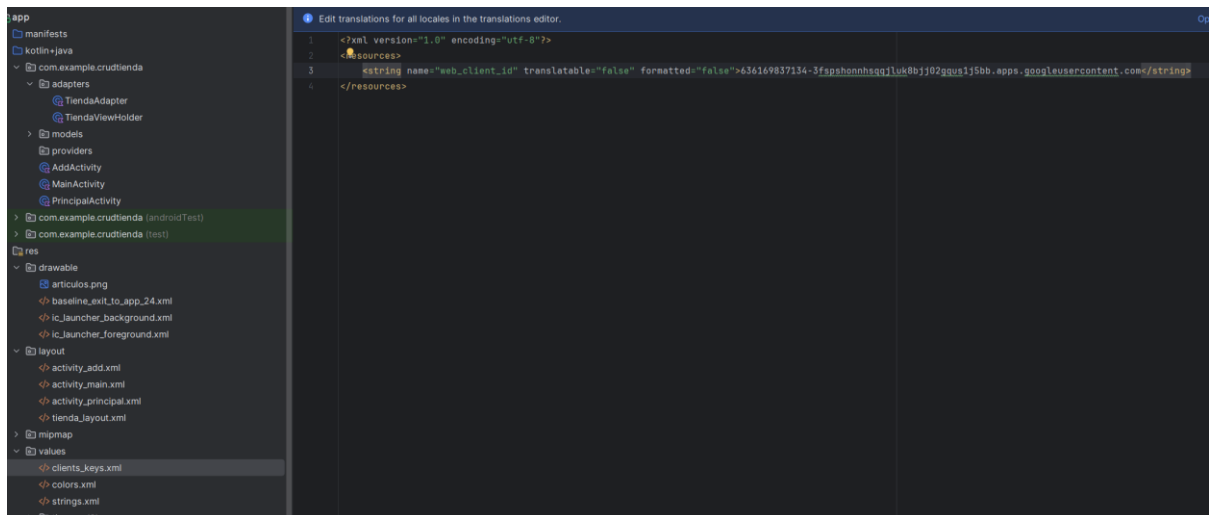 app
manifests
kotlin+java
com.example.crudtienda
adapters
TiendaAdapter
TiendaViewHolder
models
providers
AddActivity
MainActivity
PrincipalActivity
com.example.crudtienda (androidTest)
com.example.crudtienda (test)
res
drawable
articulos.png
baseline_exit_to_app_24.xml
ic_launcher_background.xml
ic_launcher_foreground.xml
layout
activity_add.xml
activity_main.xml
activity_principal.xml
tienda_layout.xml
mipmap
values
clients_keys.xml
colors.xml
strings.xml
Edit translations for all locales in the translations editor.
1 <?xml version="1.0" encoding="utf-8"?>
2 <resources>
3 <string name="web_client_id" translatable="false" formatted="false">636169837134-3fspshonnhsqgjluk8bjj02gqus1j5bb.apps.googleusercontent.com</string>
4 </resources>